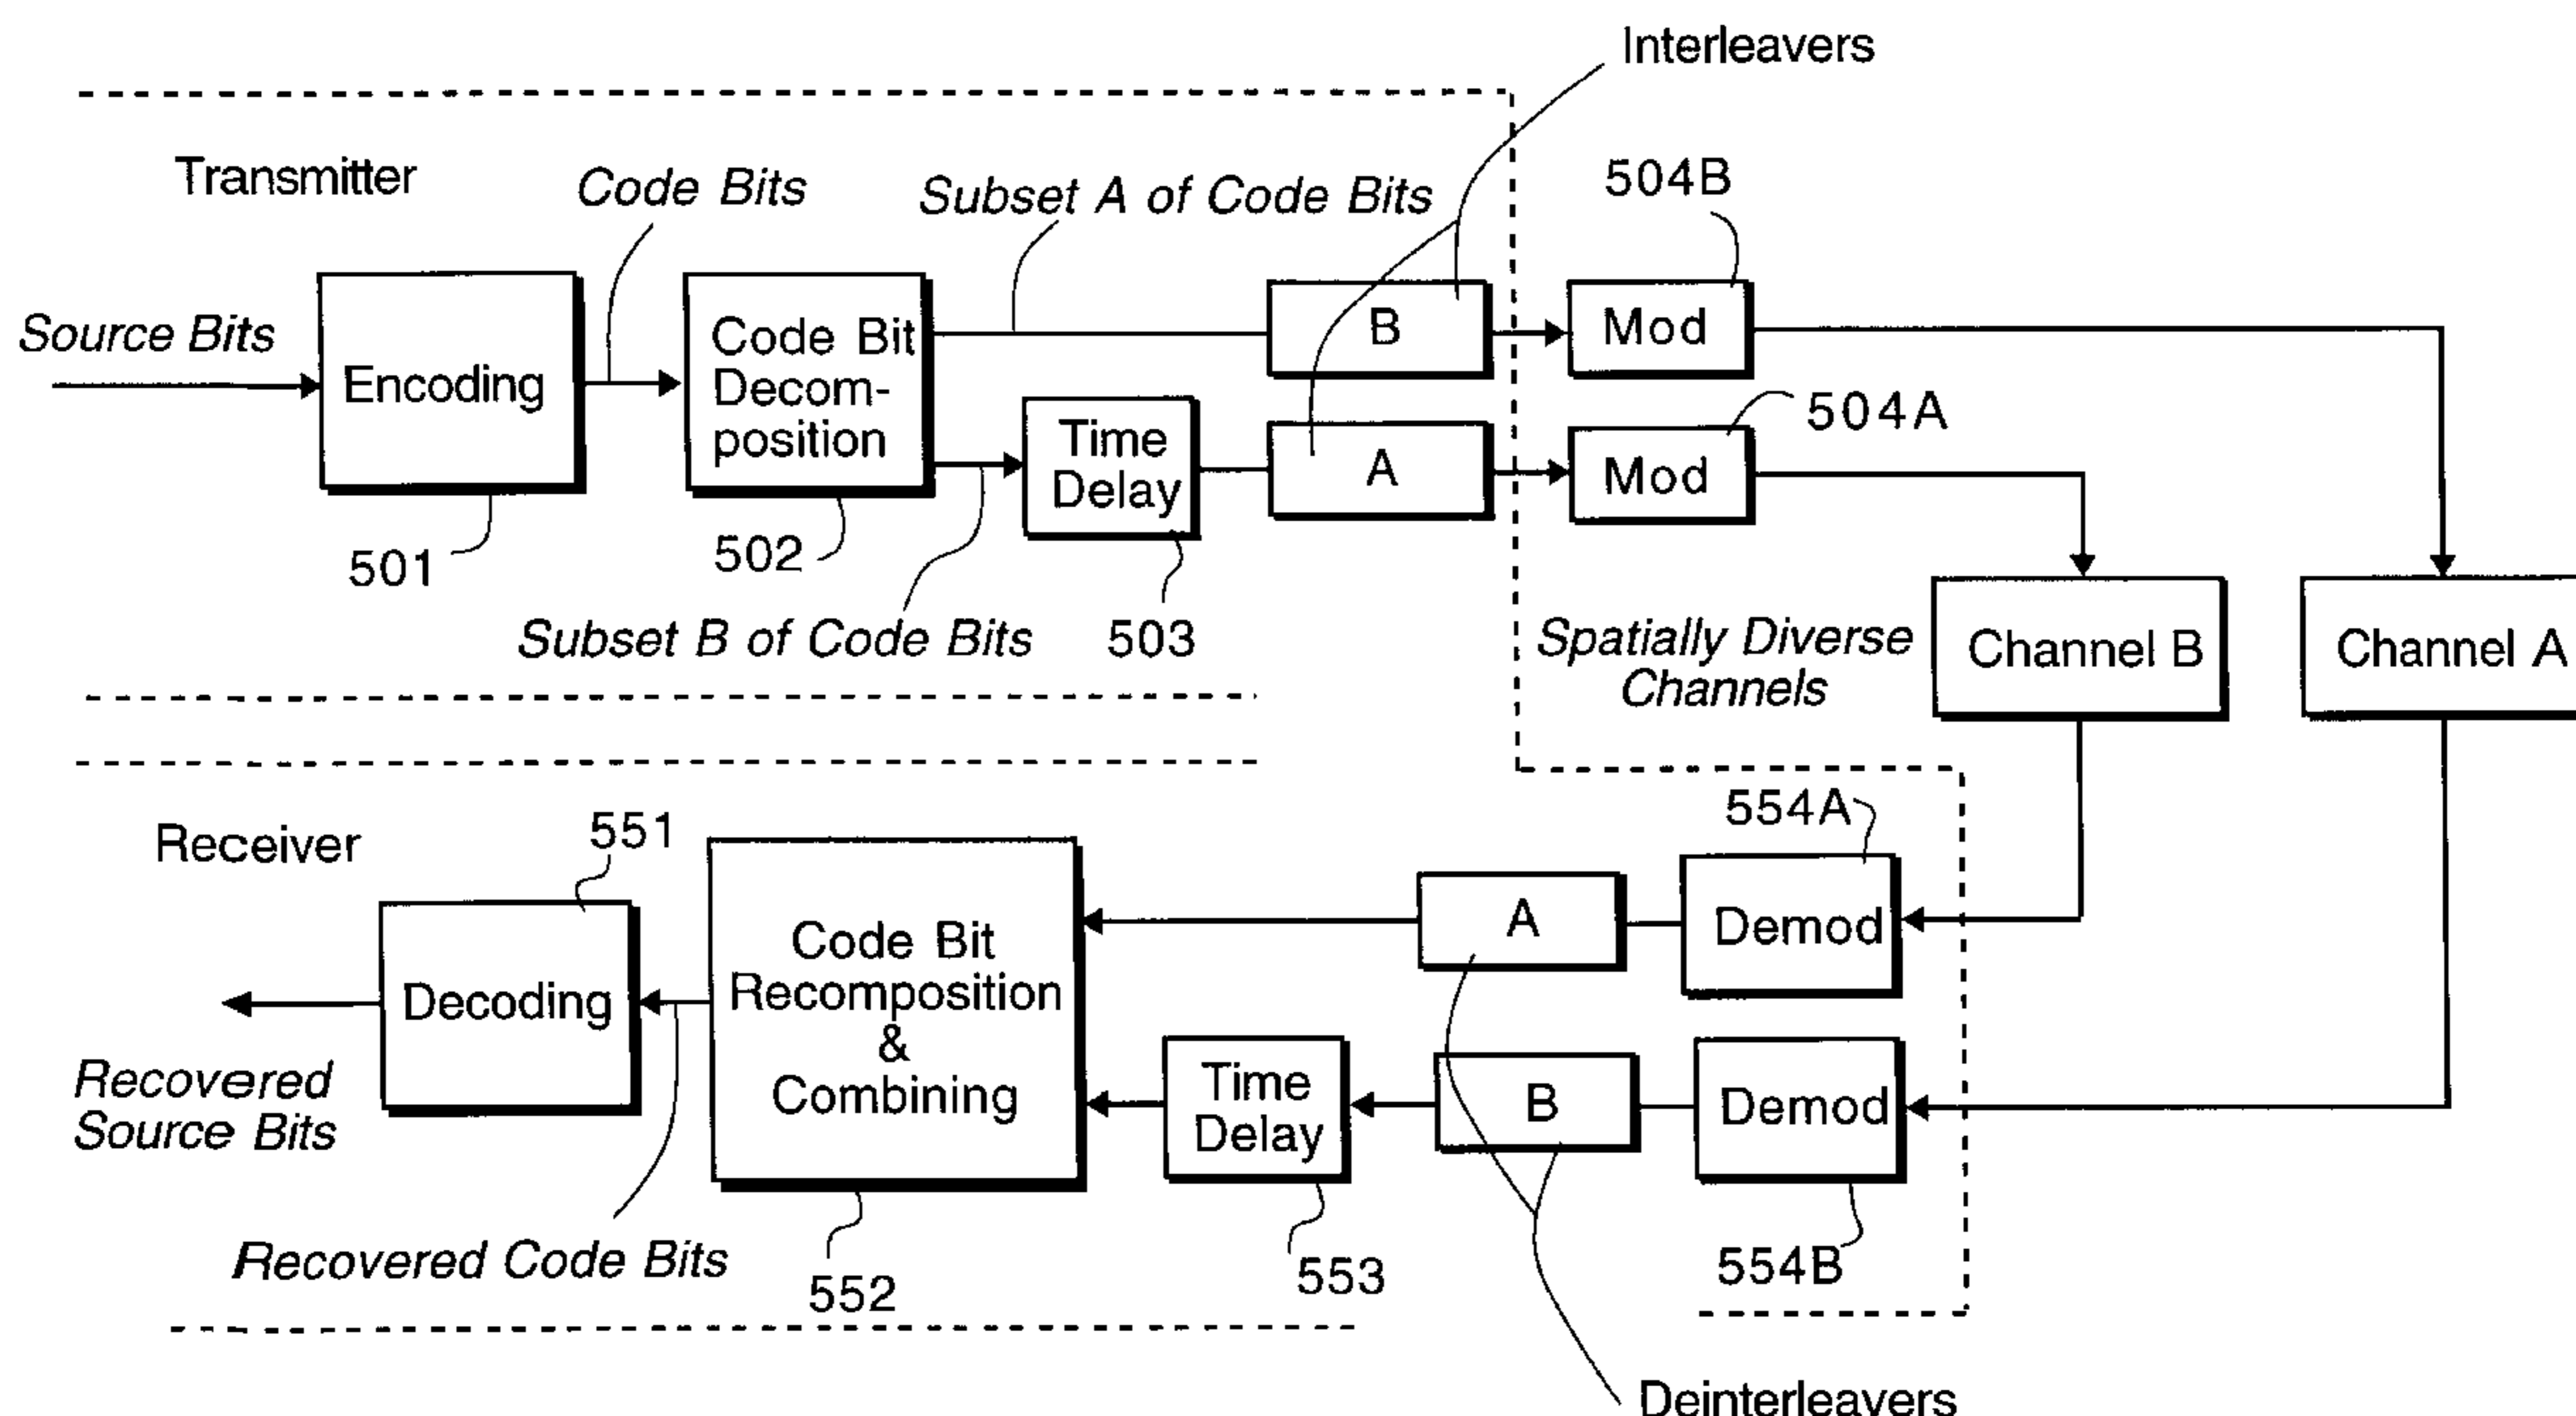 Interleavers
Transmitter
Code Bits
Subset A of Code Bits
504B
Source Bits
Encoding
Code Bit
Decom-
position
B
Mod
504A
Time
Delay
A
Mod
501
502
503
Subset B of Code Bits
Spatially Diverse
Channels
Channel B
Channel A
Receiver
551
554A
Decoding
Code Bit
Recomposition
&
Combining
A
Demod
Time
Delay
B
Demod
Recovered
Source Bits
Recovered Code Bits
552
553
554B
Deinterleavers